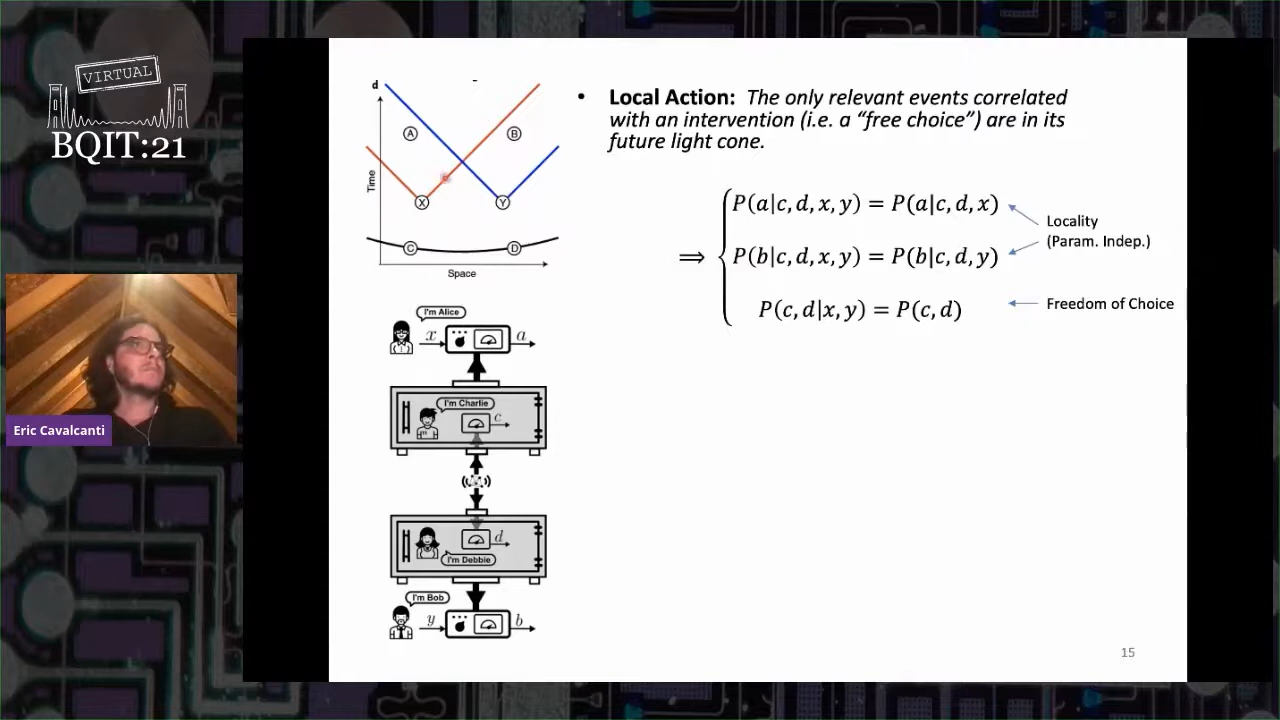 VIRTUAL
BQIT:21
Eric Cavalcanti
d
A
B
Time
X
Y
C
D
Space
• Local Action: The only relevant events correlated
with an intervention (i.e. a “free choice”) are in its
future light cone.
P(a|c, d, x, y) = P(a|c, d, x)
Locality
(Param. Indep.)
⟹ P(b|c, d, x, y) = P(b|c, d, y)
P(c, d|x, y) = P(c, d)
Freedom of Choice
I'm Alice
x
a
I'm Charlie
c
d
I'm Debbie
I'm Bob
y
b
15